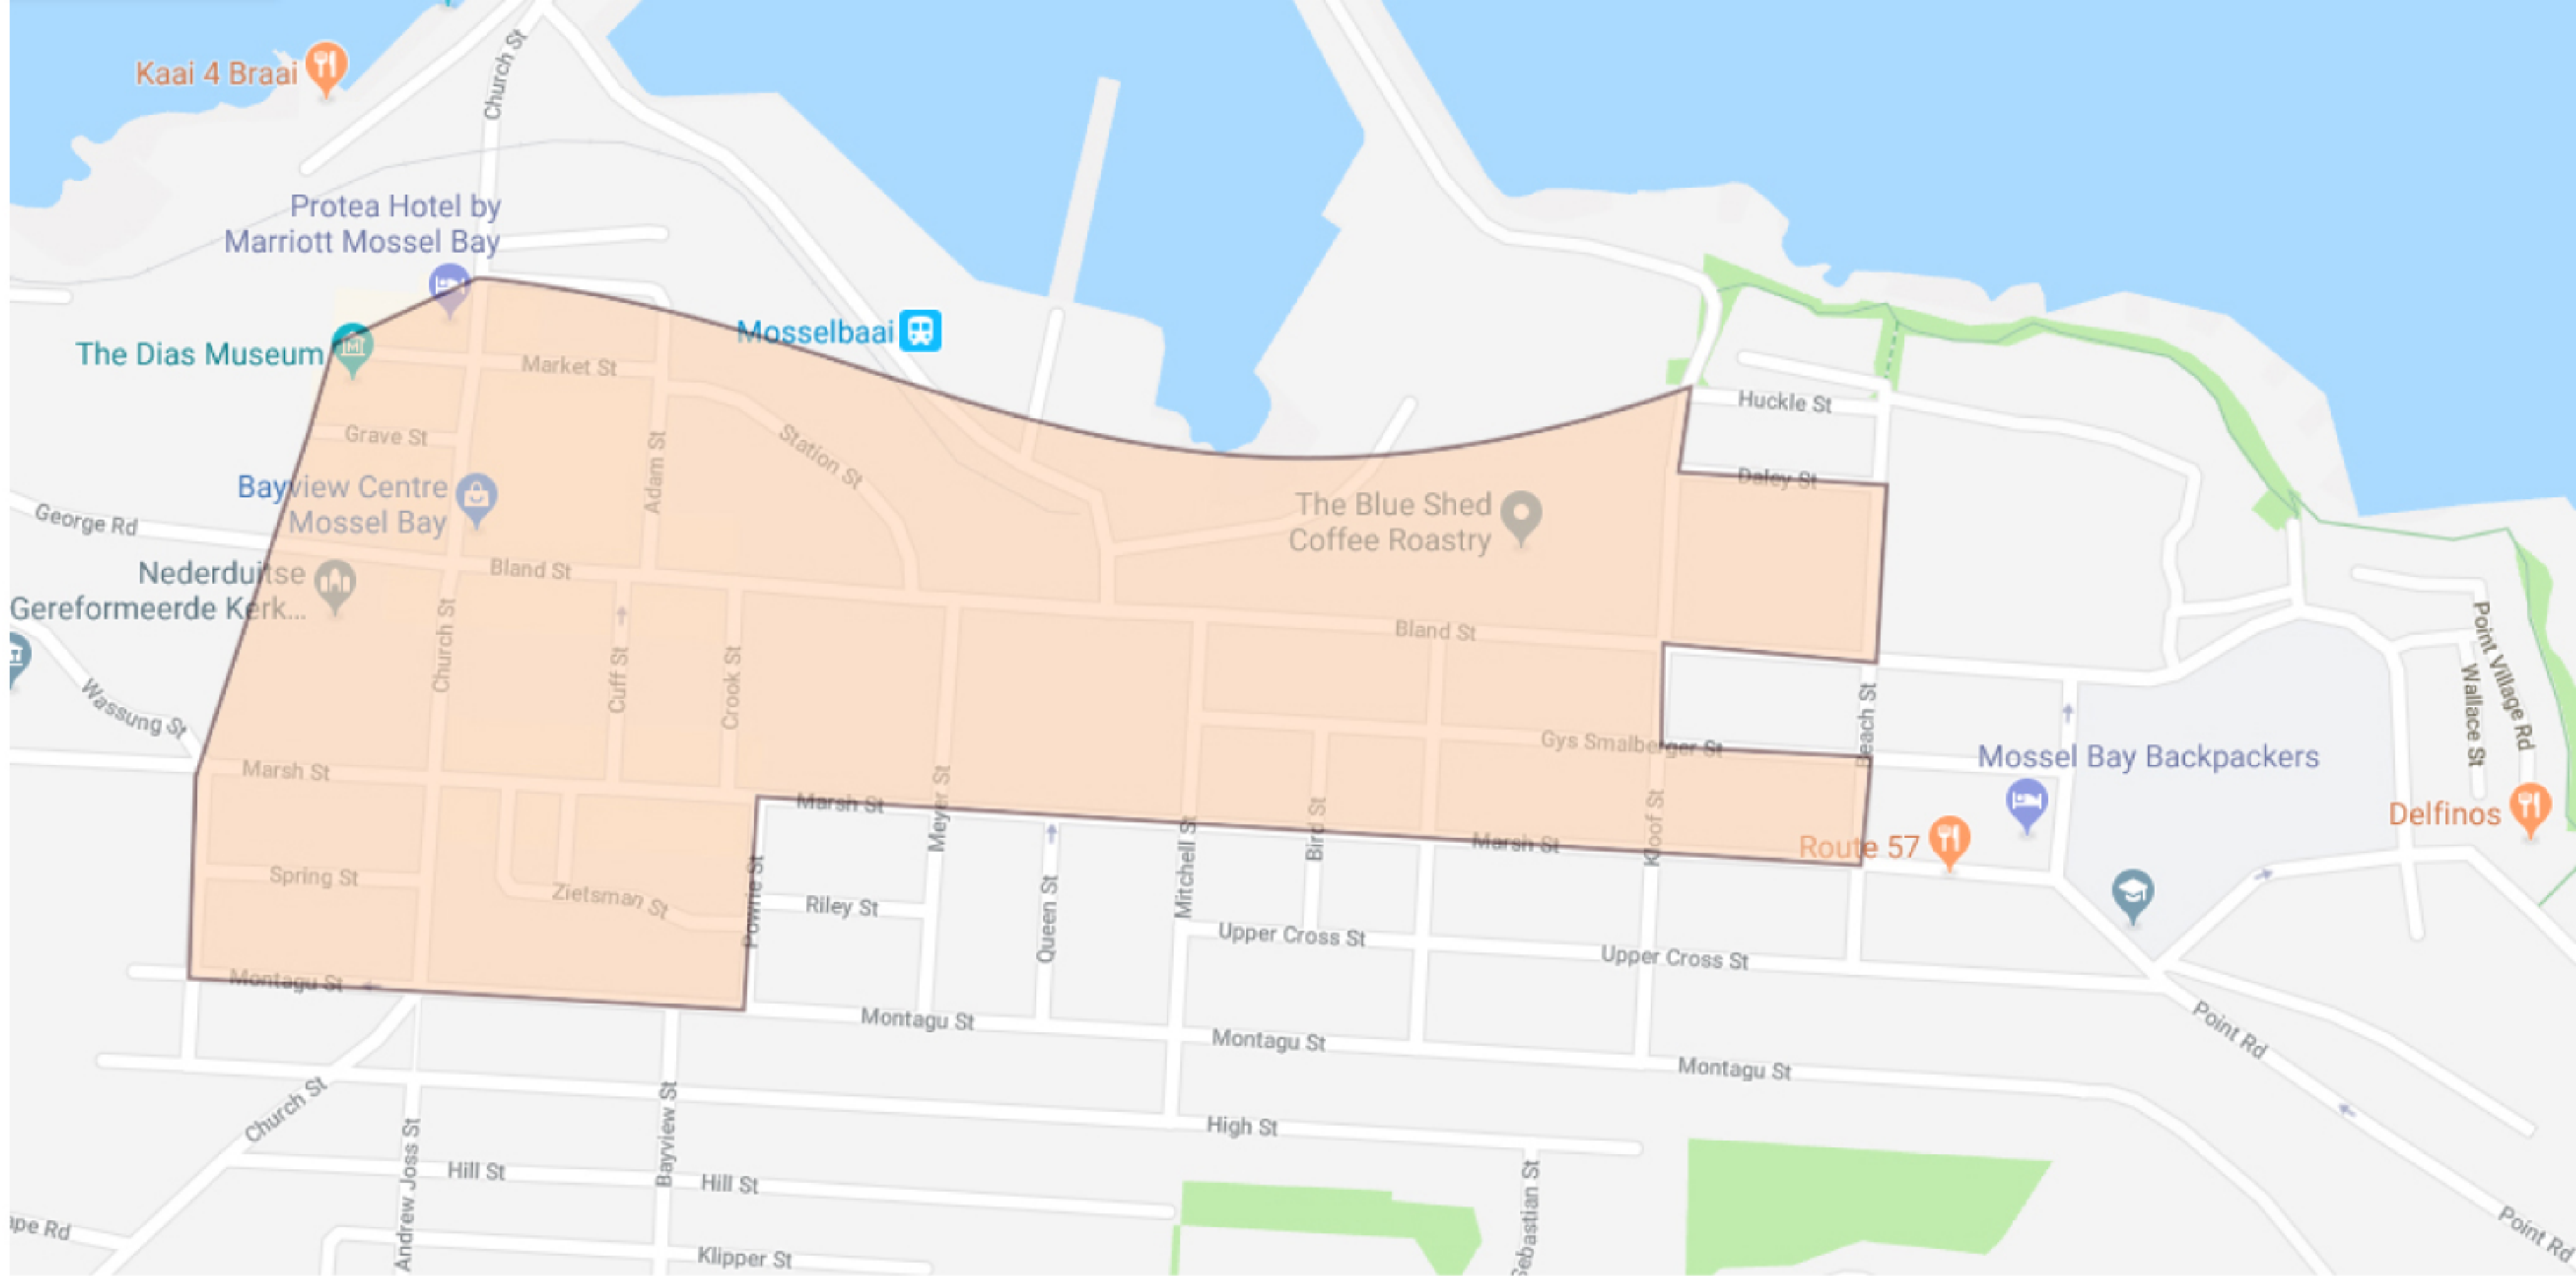 Church St
Kaai 4 Braai
Protea Hotel by
Marriott Mossel Bay
Mosselbaai
The Dias Museum
Market St
Huckle St
Grave St
Adam St
Station St
Daley St
Bayview Centre
Mossel Bay
The Blue Shed
Coffee Roastry
George Rd
Bland St
Nederduitse
Gereformeerde Kerk...
Church St
Cuff St
Crook St
Bland St
Point Village Rd
Wallace St
Wassung St
Beach St
Gys Smalberger St
Mossel Bay Backpackers
Marsh St
Meyer St
Marsh St
Bird St
Kloof St
Marsh St
Route 57
Delfinos
Spring St
Zietsman St
Powrie St
Riley St
Queen St
Mitchell St
Upper Cross St
Upper Cross St
Montagu St
Montagu St
Montagu St
Montagu St
Point Rd
Church St
Andrew Joss St
Bayview St
High St
Hill St
Hill St
Sebastian St
Klipper St
Point Rd